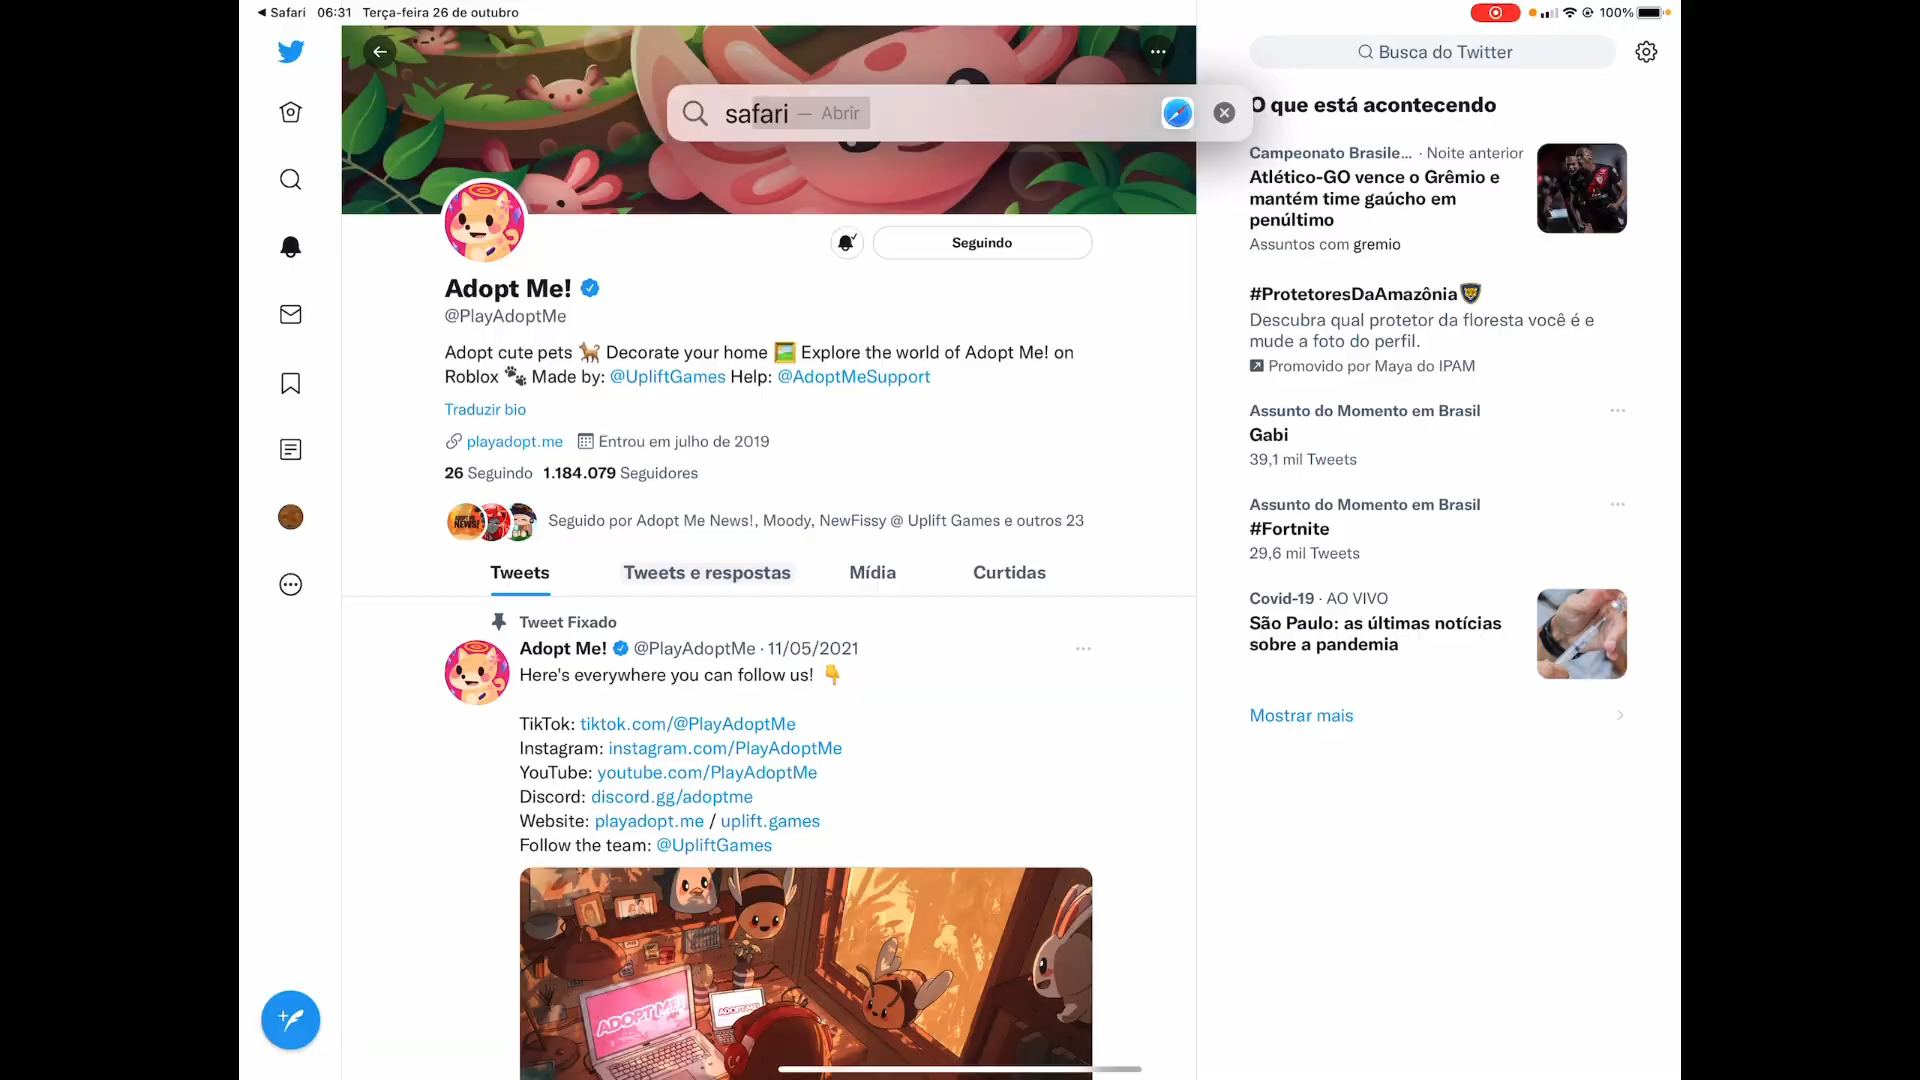 ◀ Safari 06:31 Terça-feira 26 de outubro
100%
safari — Abrir
Busca do Twitter
Seguindo
Adopt Me!
@PlayAdoptMe
Adopt cute pets 🐕 Decorate your home 🖼️ Explore the world of Adopt Me! on
Roblox 🐾 Made by: @UpliftGames Help: @AdoptMeSupport
Traduzir bio
playadopt.me Entrou em julho de 2019
26 Seguindo 1.184.079 Seguidores
ADOPT ME NEWS!
Seguido por Adopt Me News!, Moody, NewFissy @ Uplift Games e outros 23
Tweets Tweets e respostas Mídia Curtidas
Tweet Fixado
Adopt Me! @PlayAdoptMe · 11/05/2021
Here's everywhere you can follow us! 👇
TikTok: tiktok.com/@PlayAdoptMe
Instagram: instagram.com/PlayAdoptMe
YouTube: youtube.com/PlayAdoptMe
Discord: discord.gg/adoptme
Website: playadopt.me / uplift.games
Follow the team: @UpliftGames
ADOPT ME!
ADOPT ME!
O que está acontecendo
Campeonato Brasile... · Noite anterior
Atlético-GO vence o Grêmio e
mantém time gaúcho em
penúltimo
Assuntos com gremio
#ProtetoresDaAmazônia
Descubra qual protetor da floresta você é e
mude a foto do perfil.
Promovido por Maya do IPAM
Assunto do Momento em Brasil
Gabi
39,1 mil Tweets
Assunto do Momento em Brasil
#Fortnite
29,6 mil Tweets
Covid-19 · AO VIVO
São Paulo: as últimas notícias
sobre a pandemia
Mostrar mais